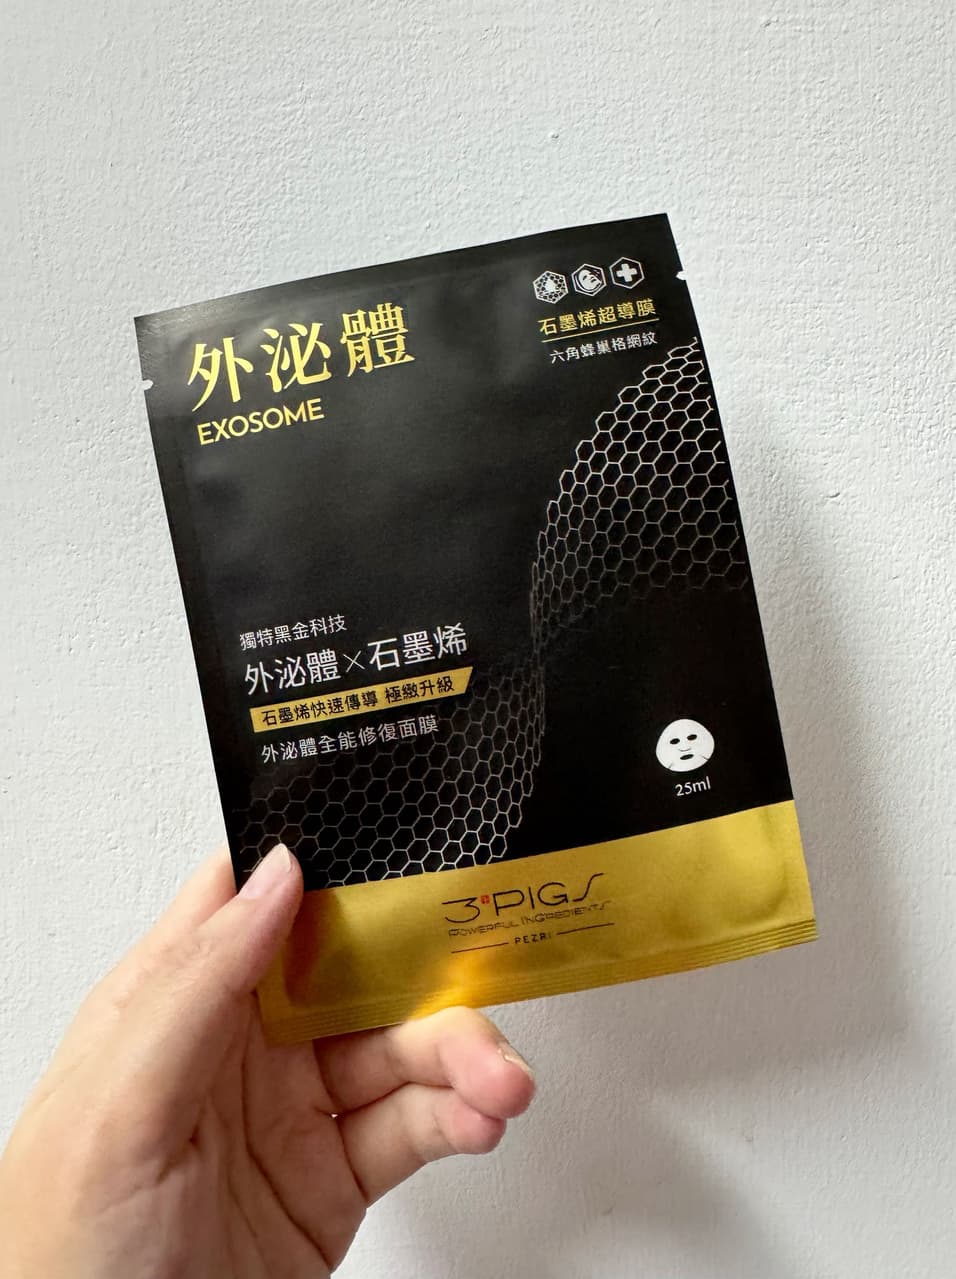 外泌體
EXOSOME
石墨烯超導膜
六角蜂巢格網紋
獨特黑金科技
外泌體×石墨烯
石墨烯快速傳導 極緻升級
外泌體全能修復面膜
25ml
3PIGS
POWERFUL INGREDIENTS
PEZRI